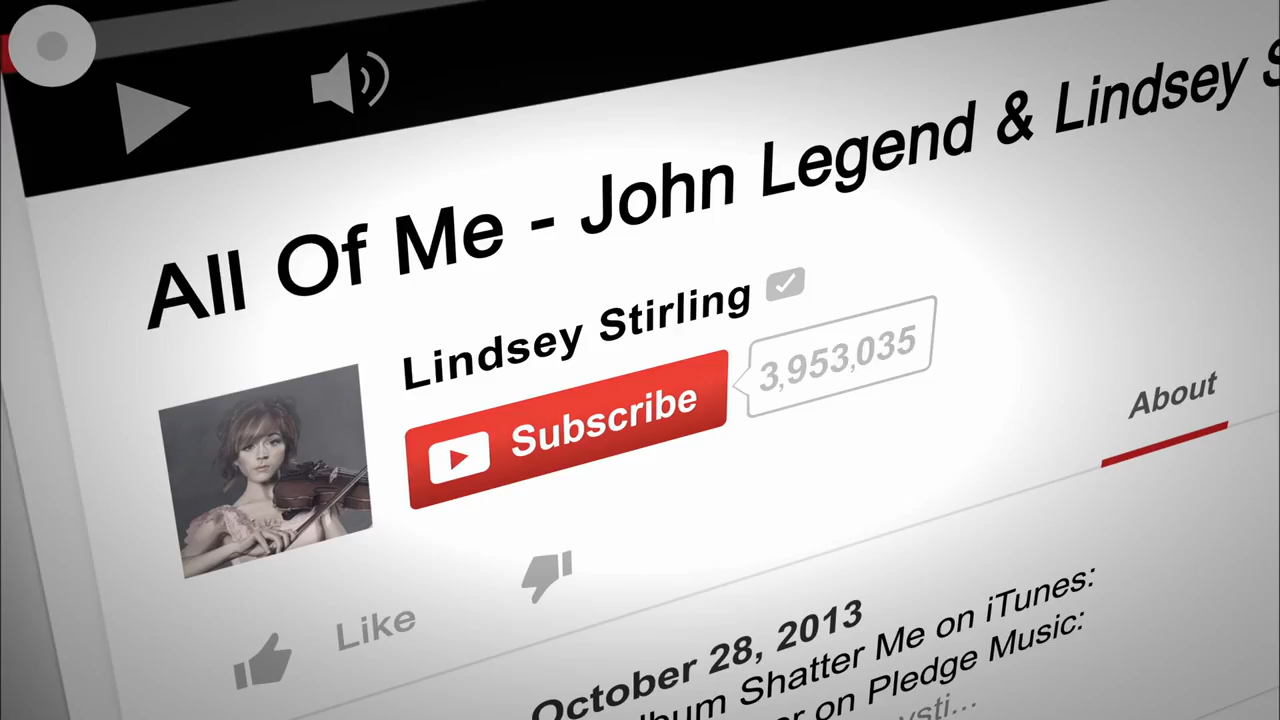 All Of Me - John Legend & Lindsey S
Lindsey Stirling
Subscribe
3,953,035
About
Like
October 28, 2013
lbum Shatter Me on iTunes:
r on Pledge Music:
ysti...